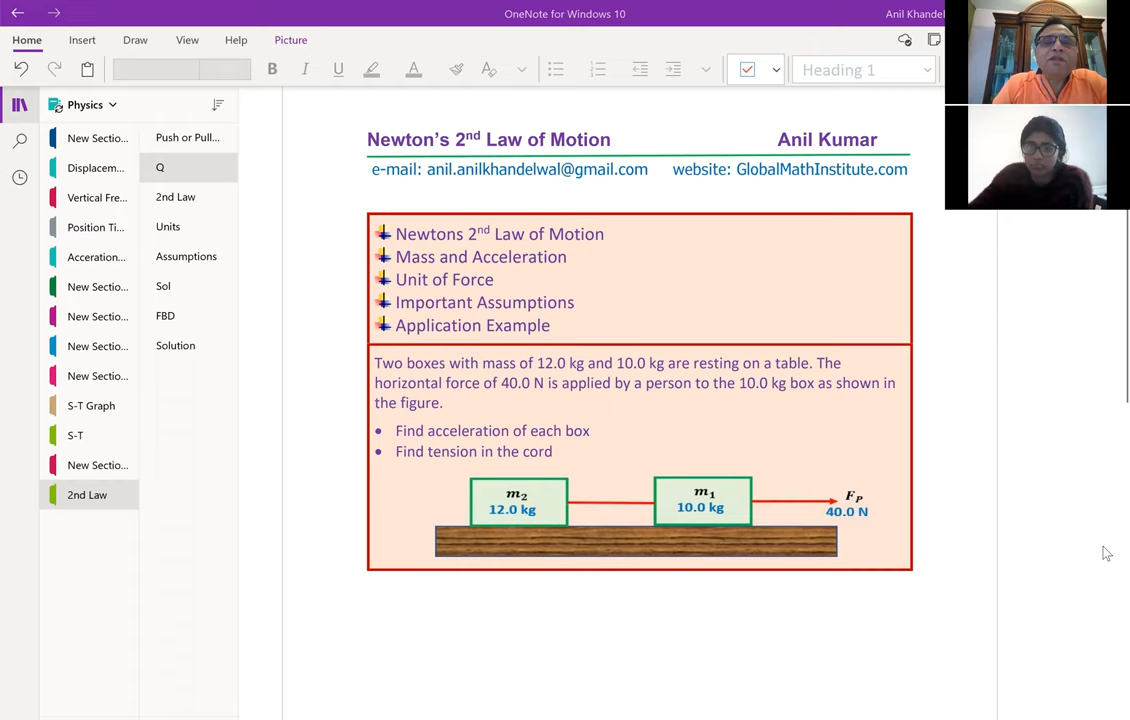 OneNote for Windows 10
Anil Khandel
Home Insert Draw View Help Picture
B I U A Heading 1
Physics
New Sectio...
Displacem...
Vertical Fre...
Position Ti...
Acceration...
New Sectio...
New Sectio...
New Sectio...
New Sectio...
S-T Graph
S-T
New Sectio...
2nd Law
Push or Pull...
Q
2nd Law
Units
Assumptions
Sol
FBD
Solution
Newton's 2nd Law of Motion Anil Kumar
e-mail: anil.anilkhandelwal@gmail.com website: GlobalMathInstitute.com
Newtons 2nd Law of Motion
Mass and Acceleration
Unit of Force
Important Assumptions
Application Example
Two boxes with mass of 12.0 kg and 10.0 kg are resting on a table. The
horizontal force of 40.0 N is applied by a person to the 10.0 kg box as shown in
the figure.
• Find acceleration of each box
• Find tension in the cord
m2
12.0 kg
m1
10.0 kg
FP
40.0 N